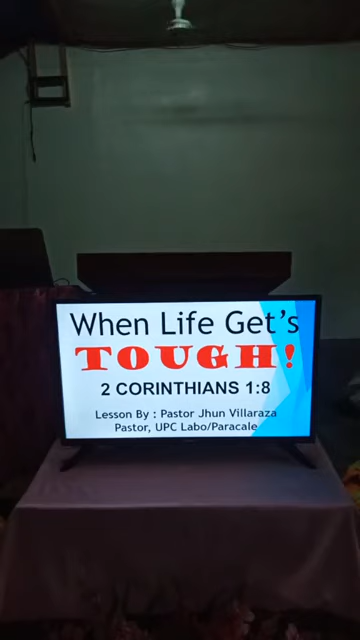 When Life Get's
TOUGH!
2 CORINTHIANS 1:8
Lesson By : Pastor Jhun Villaraza
Pastor, UPC Labo/Paracale